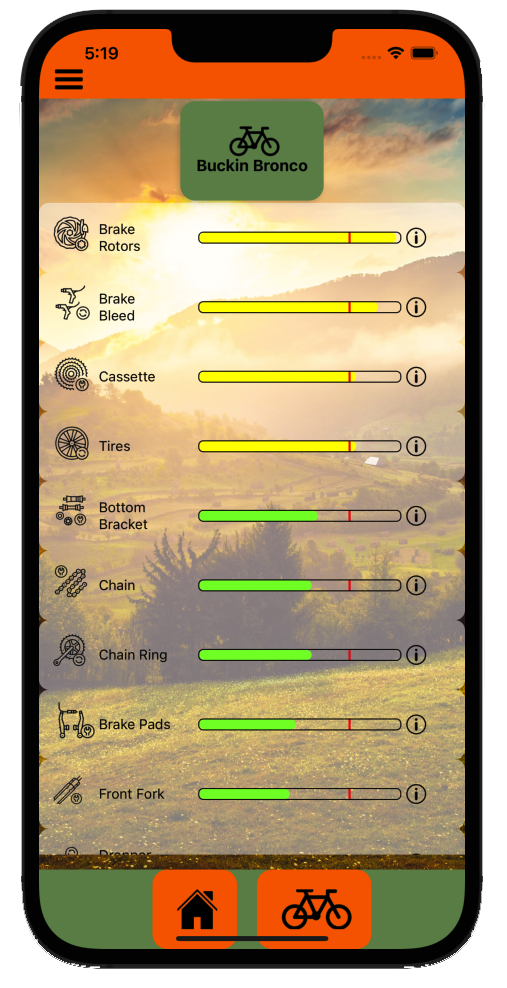 5:19
Buckin Bronco
Brake
Rotors
Brake
Bleed
Cassette
Tires
Bottom
Bracket
Chain
Chain Ring
Brake Pads
Front Fork
Dropper